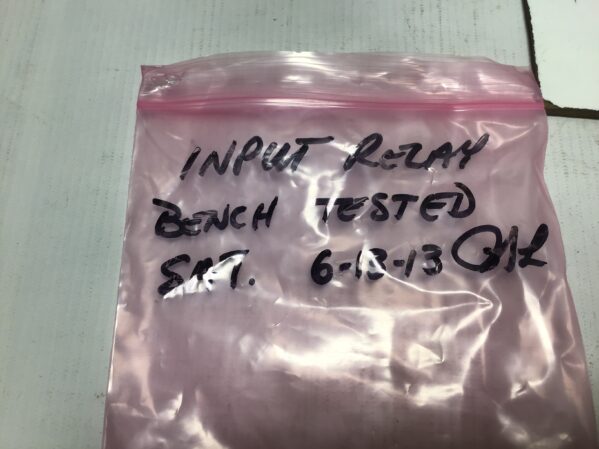 INPUT RELAY
BENCH TESTED
SAT. 6-13-13